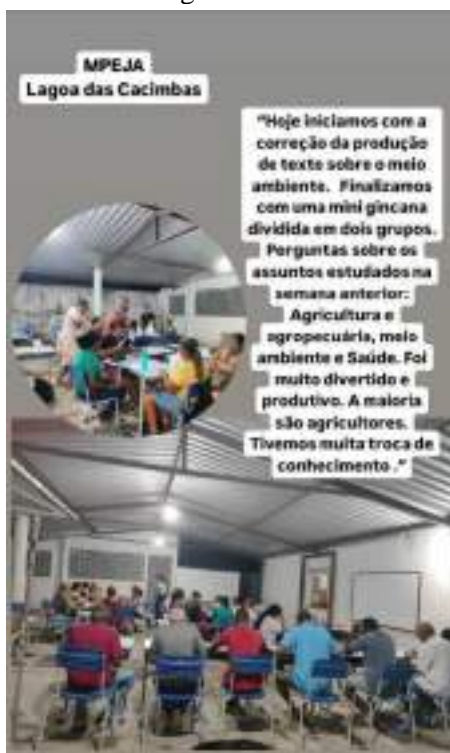 MPEJA
Lagoa das Cacimbas
"Hoje iniciamos com a
correção da produção
de texto sobre o meio
ambiente. Finalizamos
com uma mini gincana
dividida em dois grupos.
Perguntas sobre os
assuntos estudados na
semana anterior:
Agricultura e
agropecuária, meio
ambiente e Saúde. Foi
muito divertido e
produtivo. A maioria
são agricultores.
Tivemos muita troca de
conhecimento ."